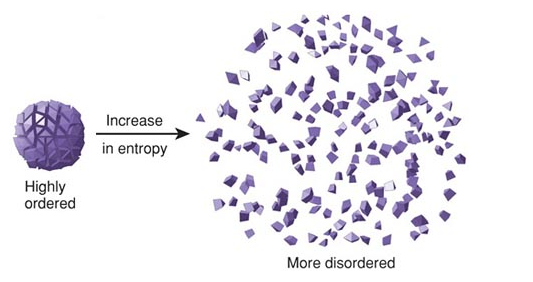 Increase
in entropy
Highly
ordered
More disordered